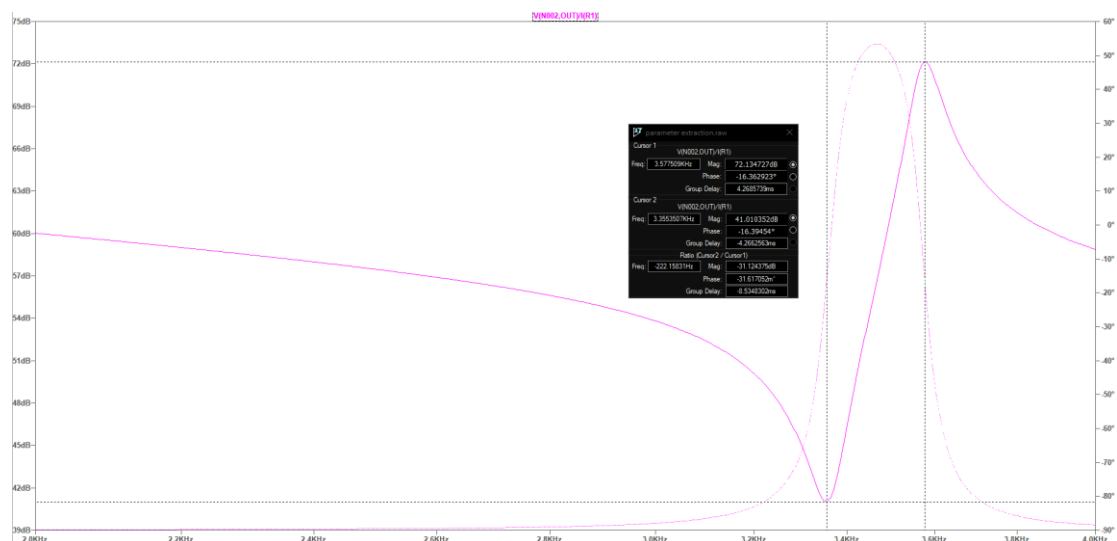 V(N002,OUT)/I(R1)
75dB
72dB
69dB
66dB
63dB
60dB
57dB
54dB
51dB
48dB
45dB
42dB
39dB
60°
50°
40°
30°
20°
10°
0°
-10°
-20°
-30°
-40°
-50°
-60°
-70°
-80°
-90°
parameter extraction.raw
Cursor 1
V(N002,OUT)/I(R1)
Freq: 3.577509KHz Mag: 72.134727dB
Phase: -16.362923°
Group Delay: 4.2685739ms
Cursor 2
V(N002,OUT)/I(R1)
Freq: 3.3553507KHz Mag: 41.010352dB
Phase: -16.39454°
Group Delay: -4.2662563ms
Ratio (Cursor2 / Cursor1)
Freq: -222.15831Hz Mag: -31.124375dB
Phase: -31.617052m°
Group Delay: -8.5348302ms
2.0KHz 2.2KHz 2.4KHz 2.6KHz 2.8KHz 3.0KHz 3.2KHz 3.4KHz 3.6KHz 3.8KHz 4.0KHz